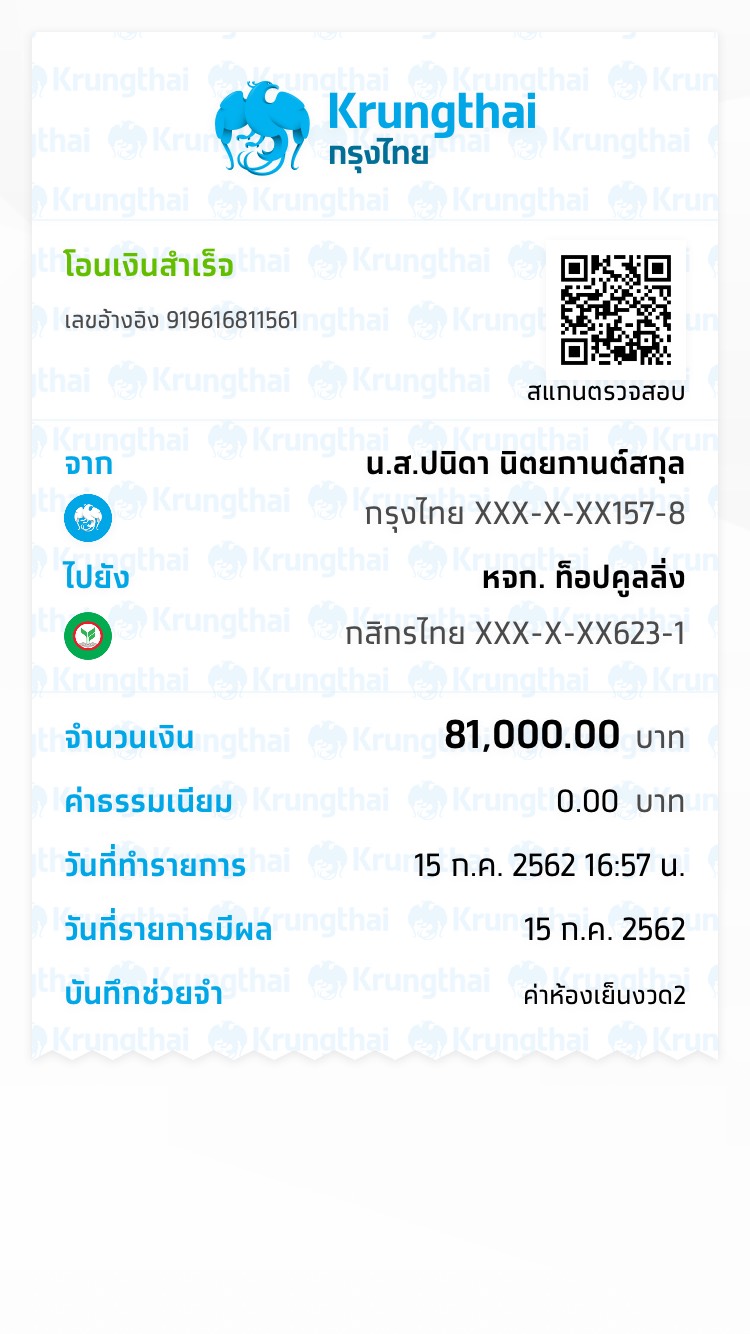 Krungthai
กรุงไทย
โอนเงินสำเร็จ
เลขอ้างอิง 919616811561
สแกนตรวจสอบ
จาก น.ส.ปนิดา นิตยกานต์สกุล
กรุงไทย XXX-X-XX157-8
ไปยัง หจก. ท็อปคูลลิ่ง
กสิกรไทย XXX-X-XX623-1
จำนวนเงิน 81,000.00 บาท
ค่าธรรมเนียม 0.00 บาท
วันที่ทำรายการ 15 ก.ค. 2562 16:57 น.
วันที่รายการมีผล 15 ก.ค. 2562
บันทึกช่วยจำ ค่าห้องเย็นงวด2